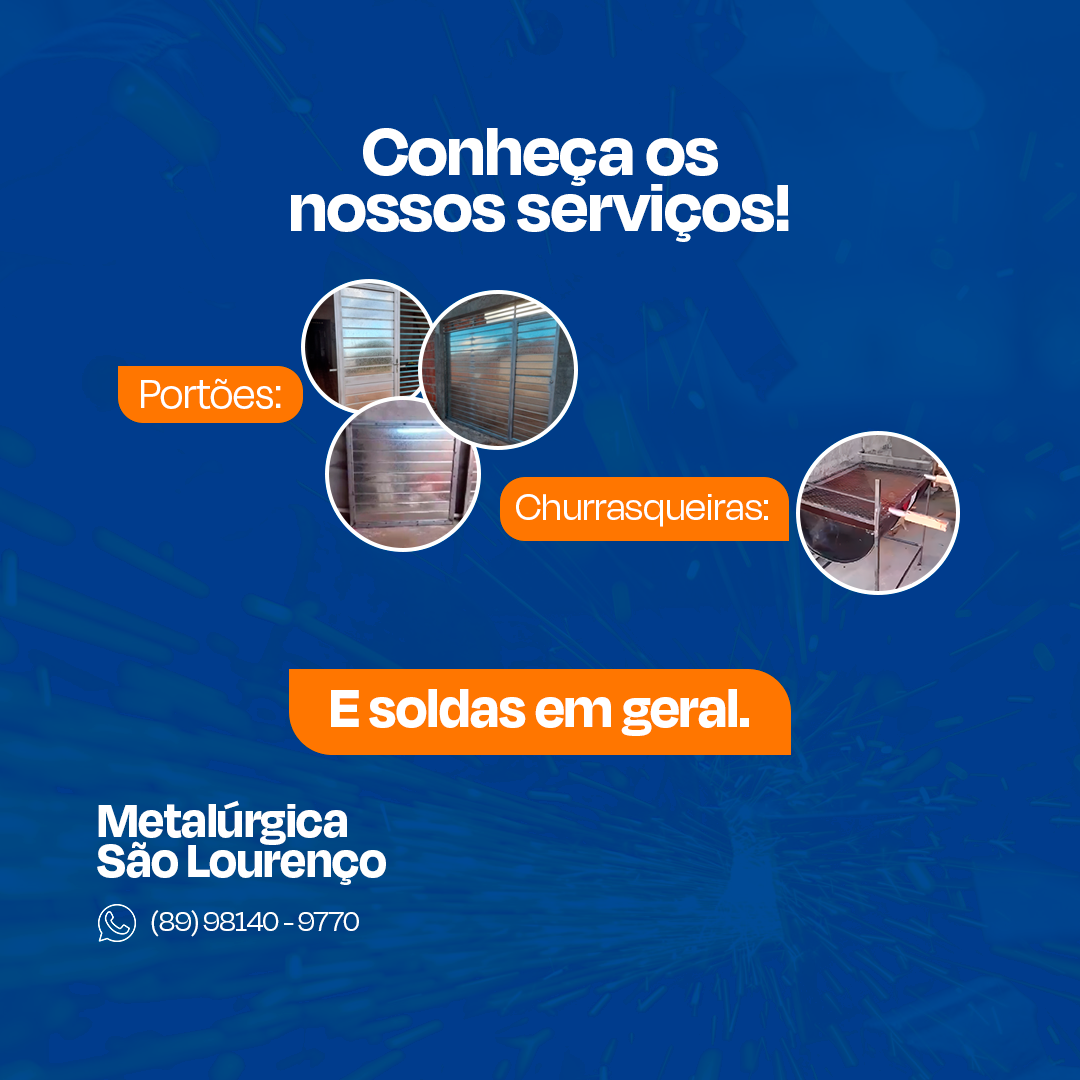 Conheça os
nossos serviços!
Portões:
Churrasqueiras:
E soldas em geral.
Metalúrgica
São Lourenço
(89) 98140 - 9770